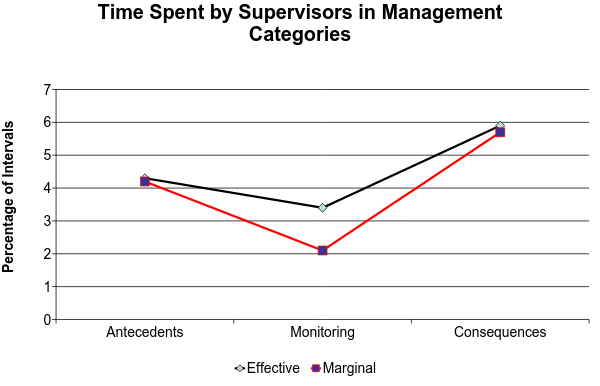 Time Spent by Supervisors in Management
Categories
Percentage of Intervals
7
6
5
4
3
2
1
0
Antecedents Monitoring Consequences
Effective Marginal